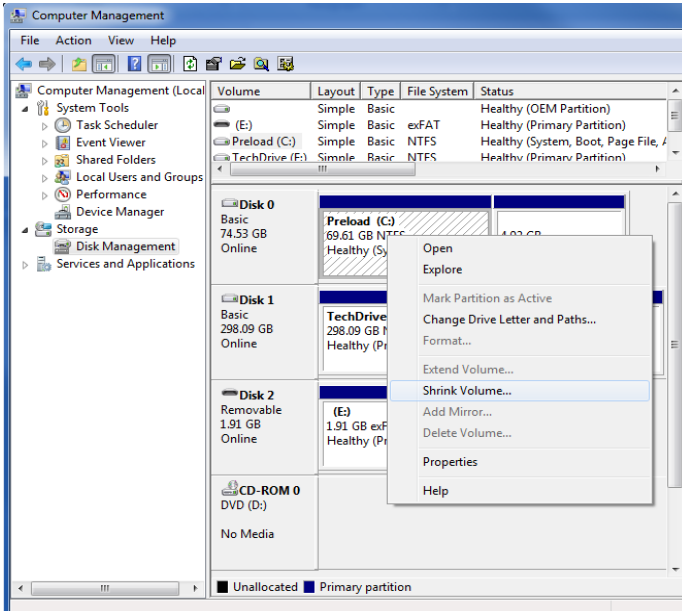 Computer Management
File Action View Help
Computer Management (Local
System Tools
Task Scheduler
Event Viewer
Shared Folders
Local Users and Groups
Performance
Device Manager
Storage
Disk Management
Services and Applications
Volume Layout Type File System Status
Simple Basic Healthy (OEM Partition)
(E:) Simple Basic exFAT Healthy (Primary Partition)
Preload (C:) Simple Basic NTFS Healthy (System, Boot, Page File, A
TechDrive (F:) Simple Basic NTFS Healthy (Primary Partition)
Disk 0
Basic
74.53 GB
Online
Preload (C:)
69.61 GB NTFS
Healthy (Sy
4.92 GB
Disk 1
Basic
298.09 GB
Online
TechDrive
298.09 GB N
Healthy (Pr
Disk 2
Removable
1.91 GB
Online
(E:)
1.91 GB exF
Healthy (Pr
CD-ROM 0
DVD (D:)
No Media
Open
Explore
Mark Partition as Active
Change Drive Letter and Paths...
Format...
Extend Volume...
Shrink Volume...
Add Mirror...
Delete Volume...
Properties
Help
Unallocated Primary partition